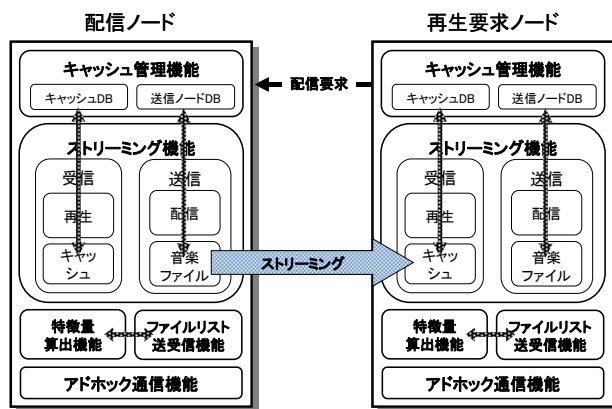 配信ノード
キャッシュ管理機能
キャッシュDB
送信ノードDB
ストリーミング機能
受信
送信
再生
配信
キャッ
シュ
音楽
ファイル
特徴量
算出機能
ファイルリスト
送受信機能
アドホック通信機能
配信要求
ストリーミング
再生要求ノード
キャッシュ管理機能
キャッシュDB
送信ノードDB
ストリーミング機能
受信
送信
再生
配信
キャッ
シュ
音楽
ファイル
特徴量
算出機能
ファイルリスト
送受信機能
アドホック通信機能